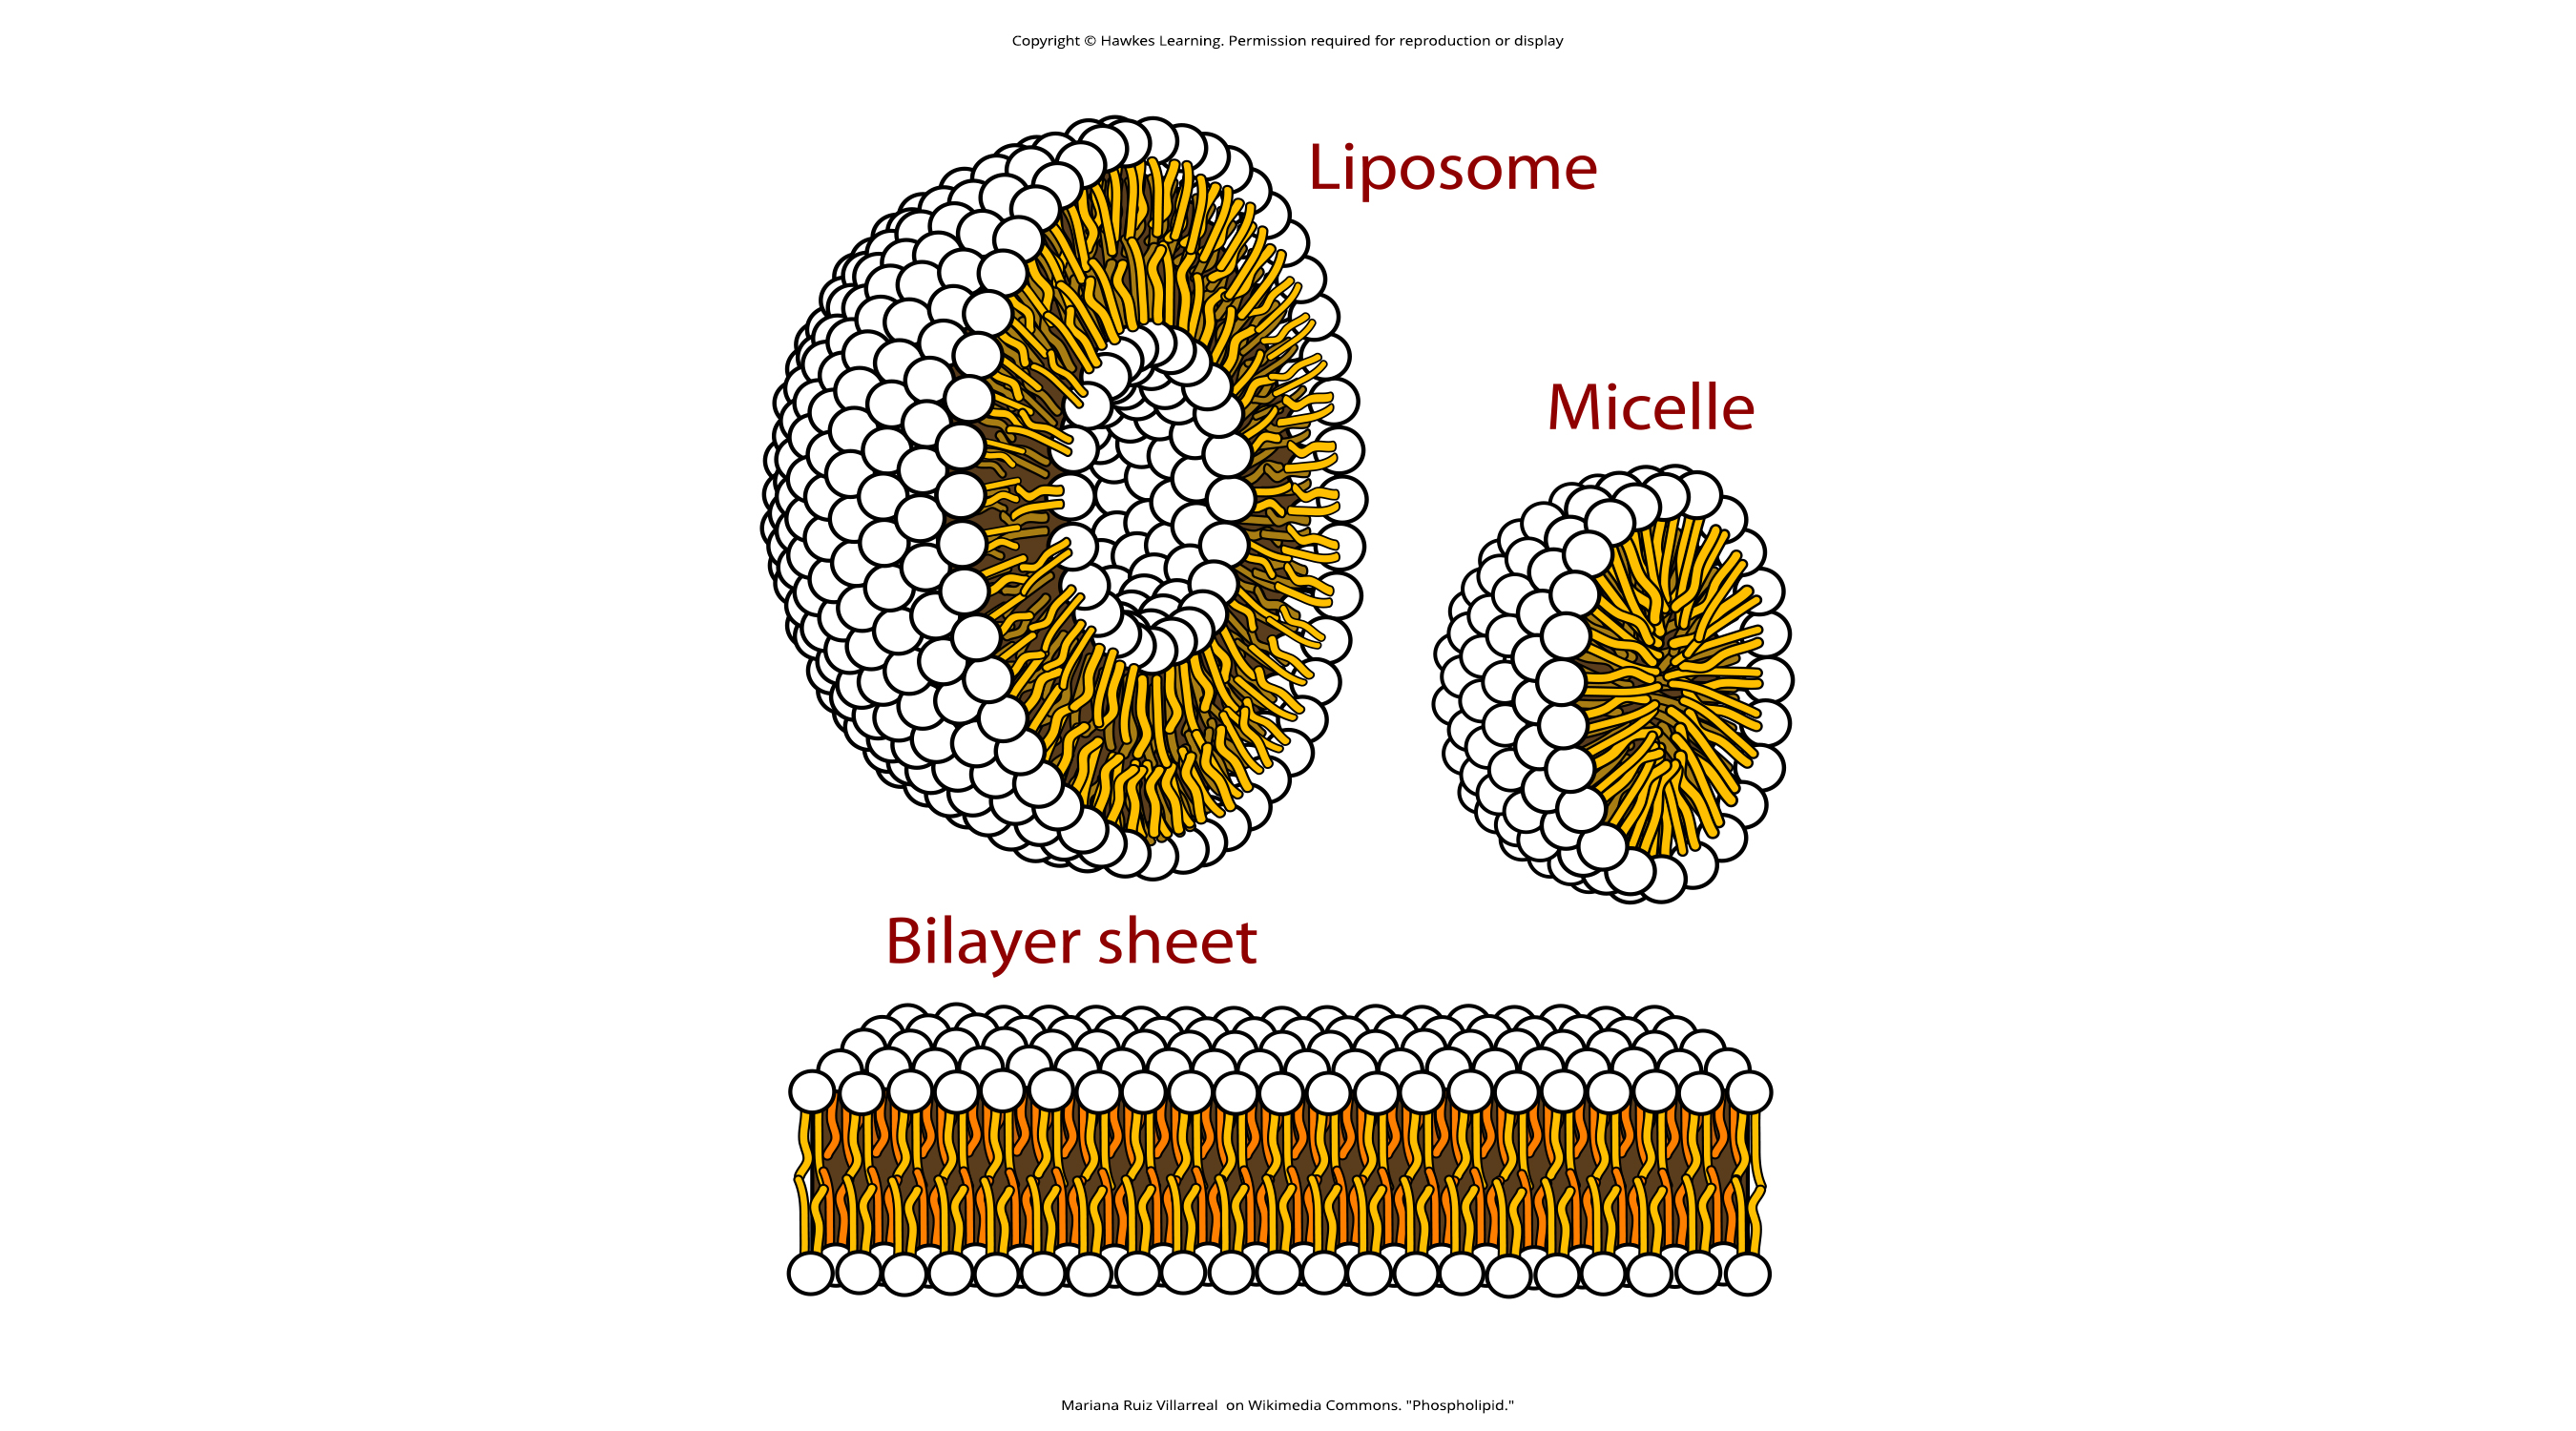 Copyright © Hawkes Learning. Permission required for reproduction or display
Liposome
Micelle
Bilayer sheet
Mariana Ruiz Villarreal on Wikimedia Commons. "Phospholipid."